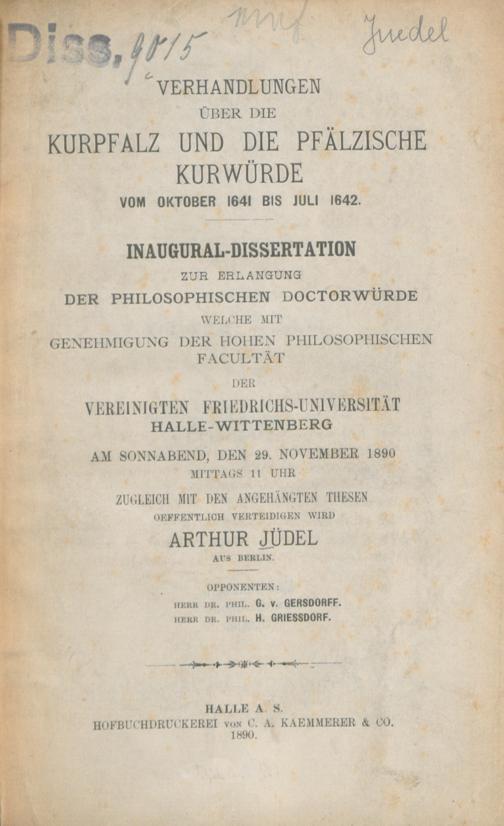 Diss. 9015
Juedel
VERHANDLUNGEN
ÜBER DIE
KURPFALZ UND DIE PFÄLZISCHE
KURWÜRDE
VOM OKTOBER 1641 BIS JULI 1642.
INAUGURAL-DISSERTATION
ZUR ERLANGUNG
DER PHILOSOPHISCHEN DOCTORWÜRDE
WELCHE MIT
GENEHMIGUNG DER HOHEN PHILOSOPHISCHEN
FACULTÄT
DER
VEREINIGTEN FRIEDRICHS-UNIVERSITÄT
HALLE-WITTENBERG
AM SONNABEND, DEN 29. NOVEMBER 1890
MITTAGS 11 UHR
ZUGLEICH MIT DEN ANGEHÄNGTEN THESEN
OEFFENTLICH VERTEIDIGEN WIRD
ARTHUR JÜDEL
AUS BERLIN.
OPPONENTEN:
HERR DR. PHIL. G. v. GERSDORFF.
HERR DR. PHIL. H. GRIESSDORF.
HALLE A. S.
HOFBUCHDRUCKEREI VON C. A. KAEMMERER & CO.
1890.